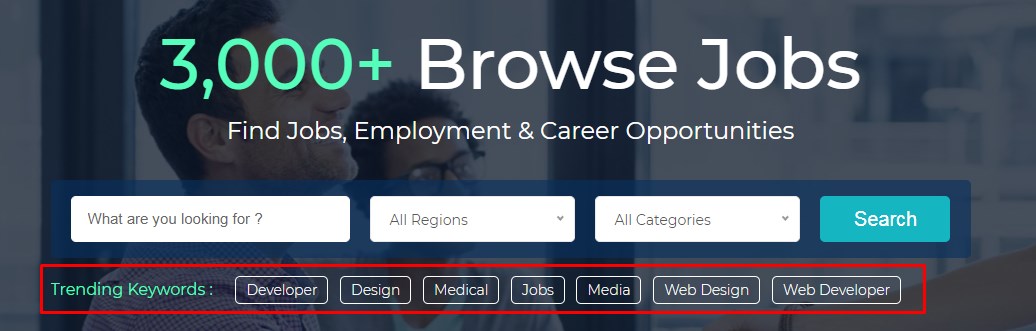 3,000+ Browse Jobs
Find Jobs, Employment & Career Opportunities
What are you looking for ? All Regions All Categories Search
Trending Keywords : Developer Design Medical Jobs Media Web Design Web Developer